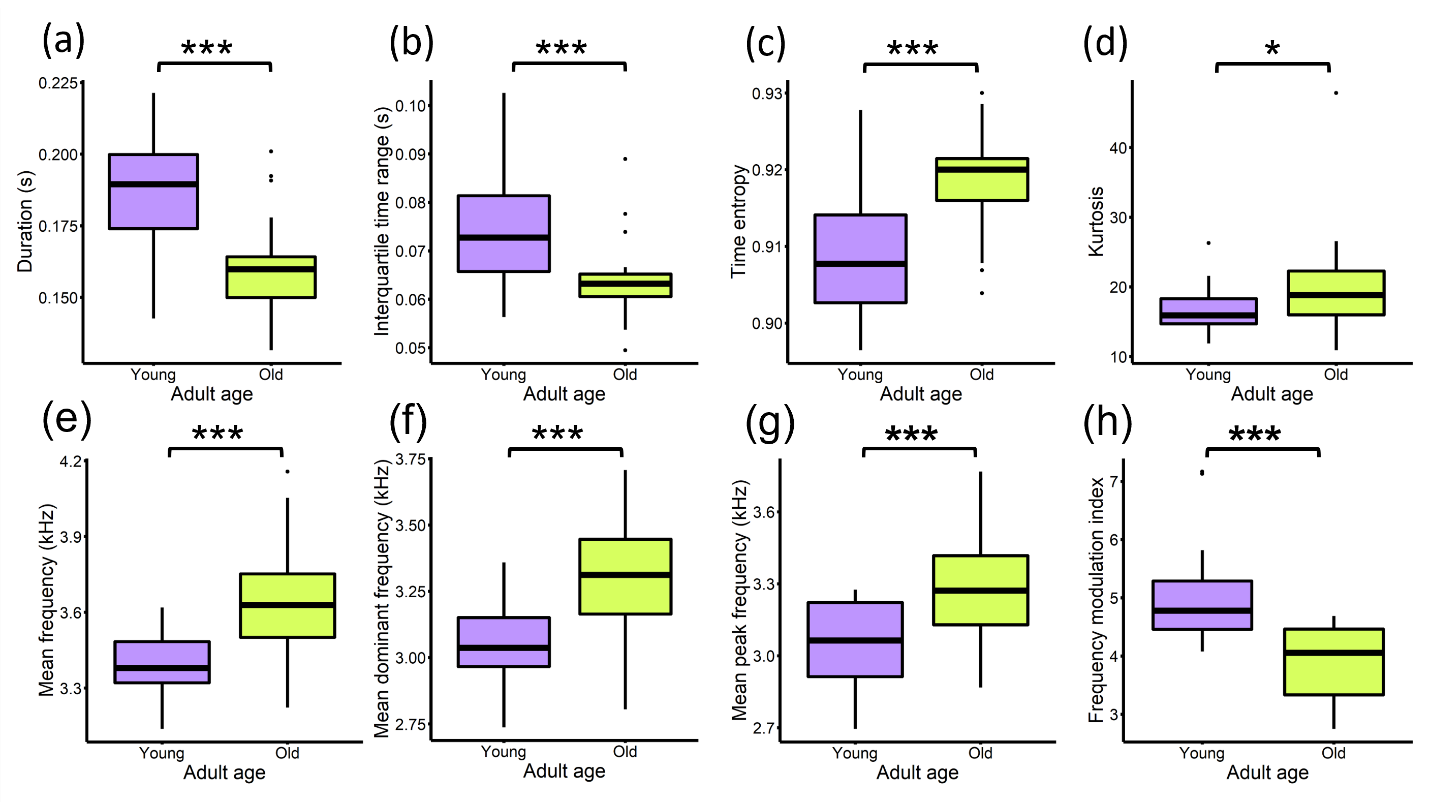 (a)
***
Duration (s)
0.225
0.200
0.175
0.150
Young
Old
Adult age
(b)
***
Interquartile time range (s)
0.10
0.09
0.08
0.07
0.06
0.05
Young
Old
Adult age
(c)
***
Time entropy
0.93
0.92
0.91
0.90
Young
Old
Adult age
(d)
*
Kurtosis
40
30
20
10
Young
Old
Adult age
(e)
***
Mean frequency (kHz)
4.2
3.9
3.6
3.3
Young
Old
Adult age
(f)
***
Mean dominant frequency (kHz)
3.75
3.50
3.25
3.00
2.75
Young
Old
Adult age
(g)
***
Mean peak frequency (kHz)
3.6
3.3
3.0
2.7
Young
Old
Adult age
(h)
***
Frequency modulation index
7
6
5
4
3
Young
Old
Adult age